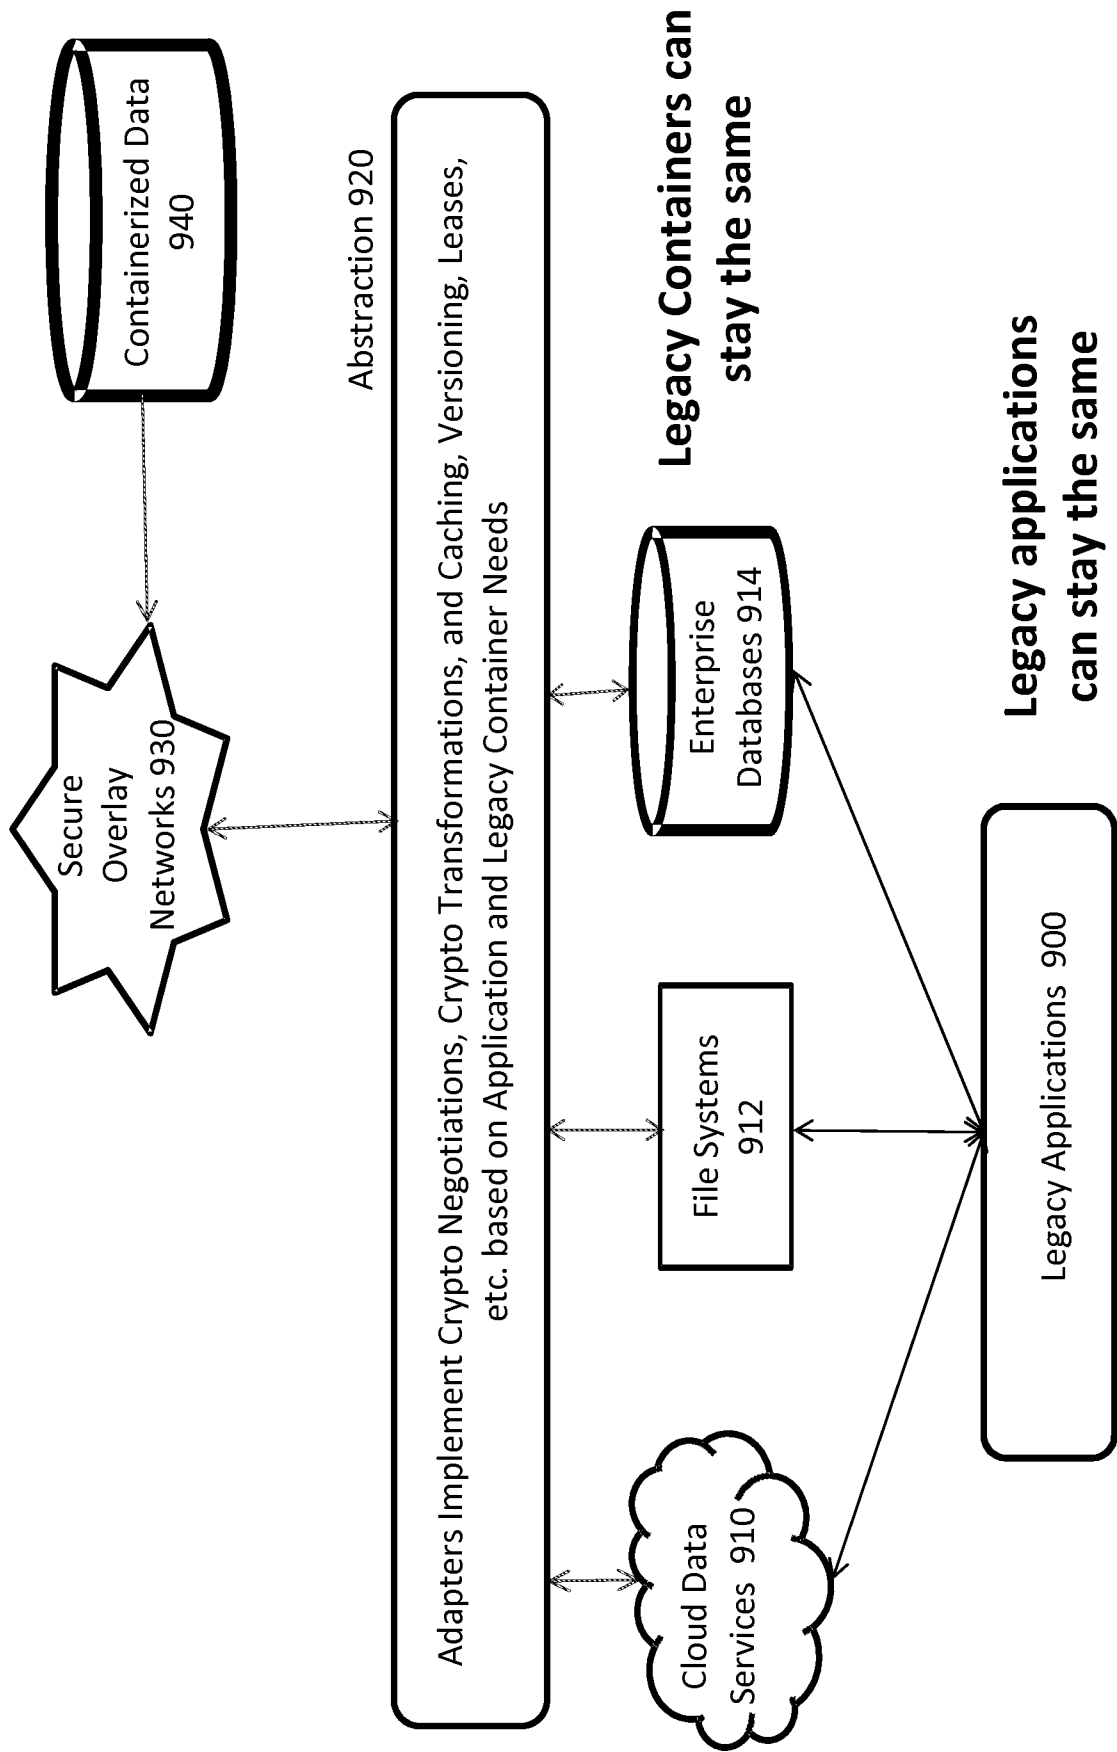 Secure
Overlay
Networks 930
Containerized Data
940
Abstraction 920
Adapters Implement Crypto Negotiations, Crypto Transformations, and Caching, Versioning, Leases,
etc. based on Application and Legacy Container Needs
Cloud Data
Services 910
File Systems
912
Enterprise
Databases 914
Legacy Containers can
stay the same
Legacy Applications 900
Legacy applications
can stay the same